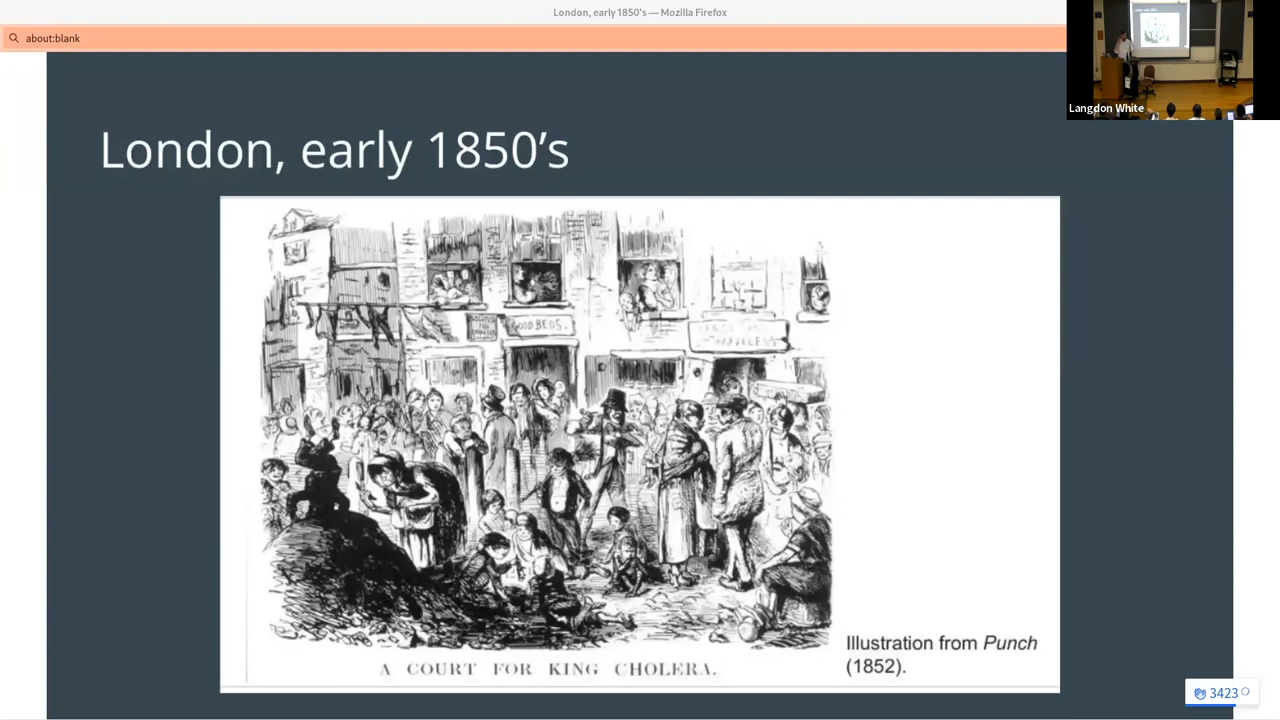 London, early 1850's — Mozilla Firefox
about:blank
Langdon White
London, early 1850’s
GOOD BEDS.
Illustration from Punch
(1852).
A COURT FOR KING CHOLERA.
3423